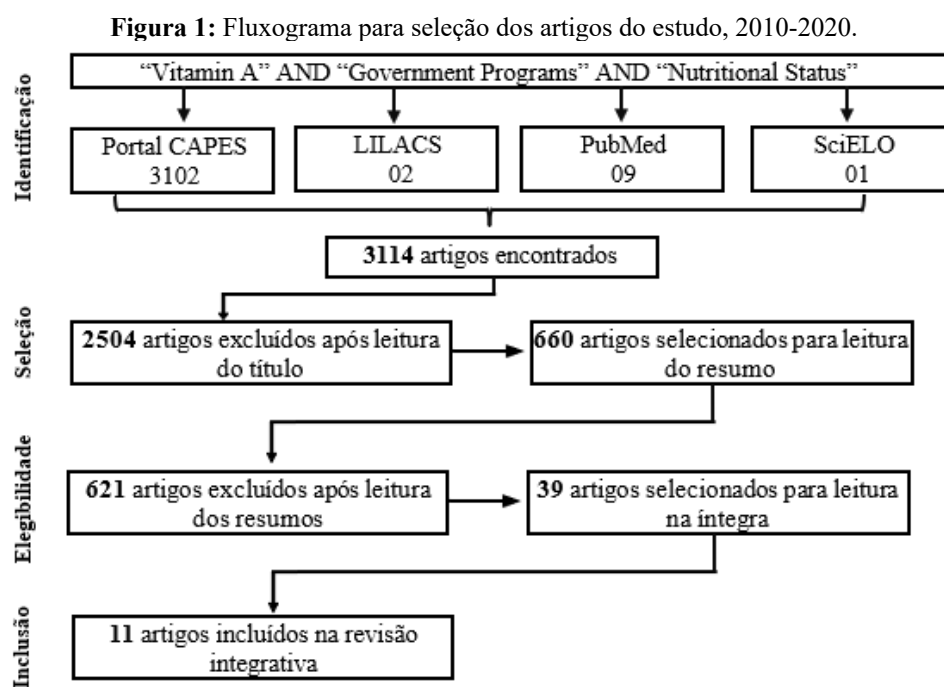 Figura 1: Fluxograma para seleção dos artigos do estudo, 2010-2020.
Identificação
“Vitamin A” AND “Government Programs” AND “Nutritional Status”
Portal CAPES
3102
LILACS
02
PubMed
09
SciELO
01
3114 artigos encontrados
Seleção
2504 artigos excluídos após leitura
do título
660 artigos selecionados para leitura
do resumo
Elegibilidade
621 artigos excluídos após leitura
dos resumos
39 artigos selecionados para leitura
na íntegra
Inclusão
11 artigos incluídos na revisão
integrativa